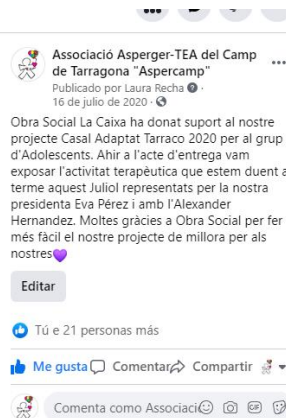 Associació Asperger-TEA del Camp
de Tarragona "Aspercamp"
Publicado por Laura Recha
16 de julio de 2020 ·
Obra Social La Caixa ha donat suport al nostre
projecte Casal Adaptat Tarraco 2020 per al grup
d'Adolescents. Ahir a l'acte d'entrega vam
exposar l'activitat terapèutica que estem duent a
terme aquest Juliol representats per la nostra
presidenta Eva Pérez i amb l'Alexander
Hernandez. Moltes gràcies a Obra Social per fer
més fàcil el nostre projecte de millora per als
nostres💜
Editar
Tú e 21 personas más
Me gusta Comentar Compartir
Comenta como Associaci